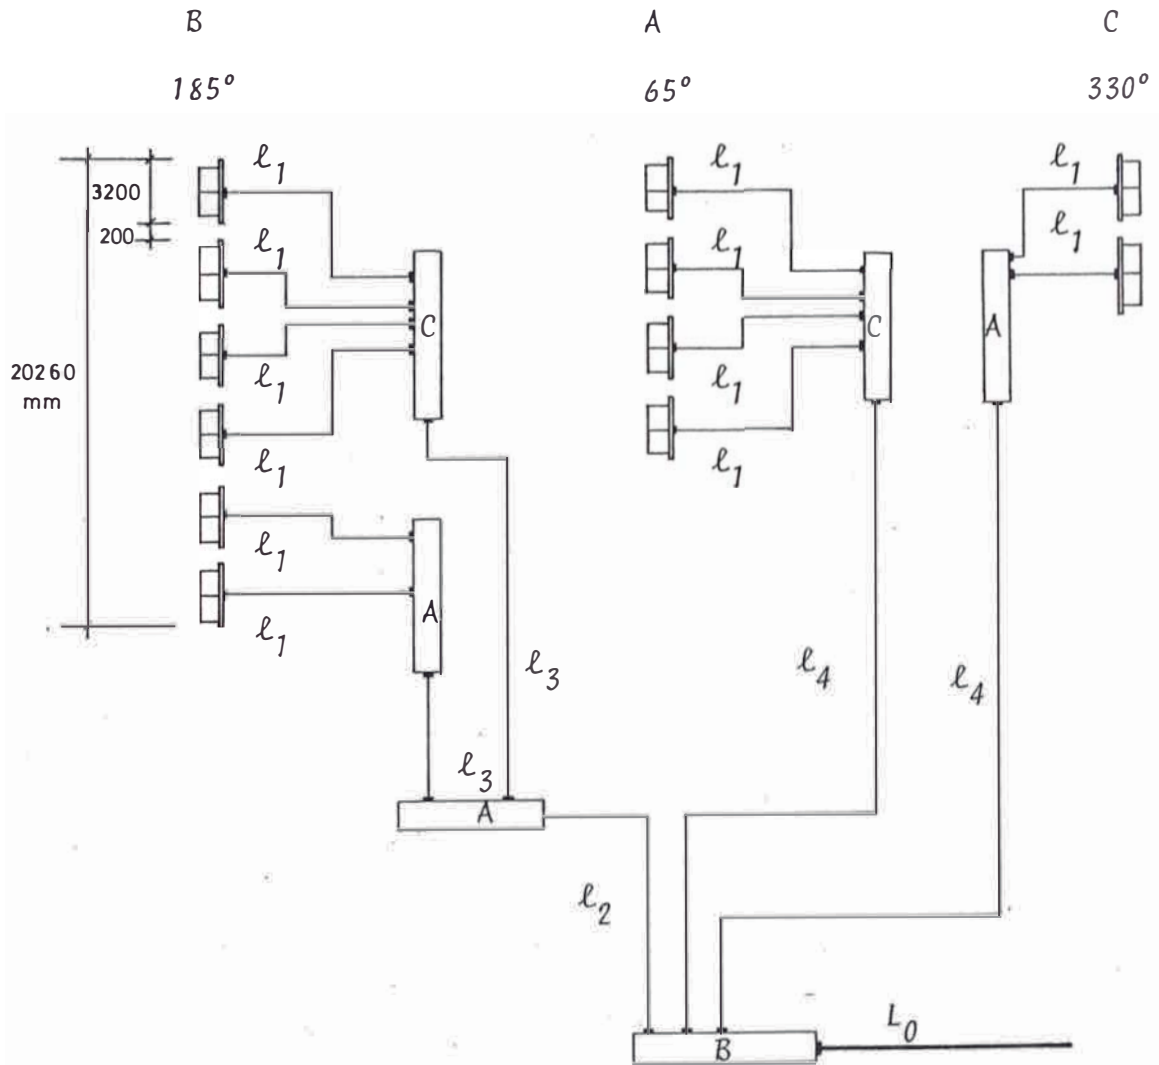 B A C
185° 65° 330°
ℓ1 ℓ1 ℓ1
3200
200
ℓ1 ℓ1 ℓ1
C C A
20260
mm
ℓ1 ℓ1
ℓ1 ℓ1
ℓ1
A
ℓ1
ℓ3 ℓ4 ℓ4
ℓ3
A
ℓ2
L0
B